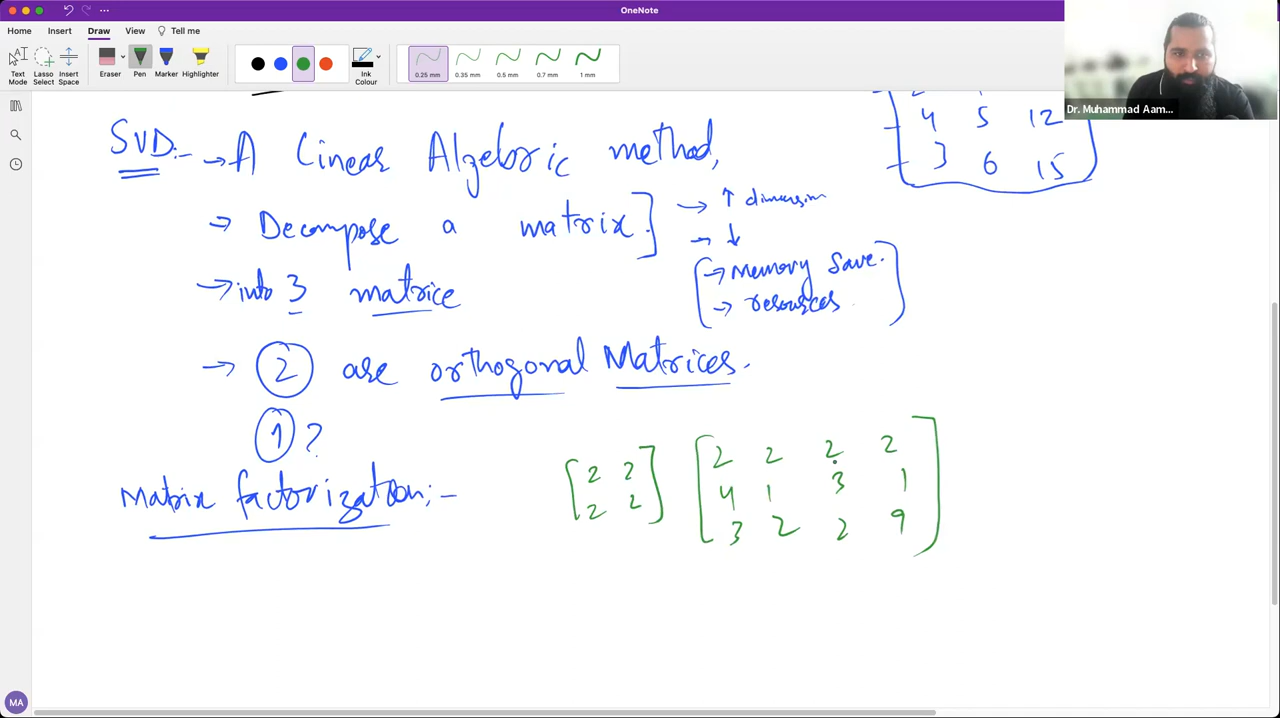 OneNote
Home Insert Draw View Tell me
Text Mode Lasso Select Insert Space Eraser Pen Marker Highlighter Ink Colour 0.25 mm 0.35 mm 0.5 mm 0.7 mm 1 mm
Dr. Muhammad Aam...
4 5 12
3 6 15
SVD:- → A Linear Algebric method,
→ Decompose a matrix.] → ↑ dimension
→ ↓
→ into 3 matrice
→ Memory Save.
→ resources
→ 2 are orthogonal Matrices.
1 ?
Matrix factorization:-
2 2
2 2
2 2 2 2
4 1 3 1
3 2 2 9
MA